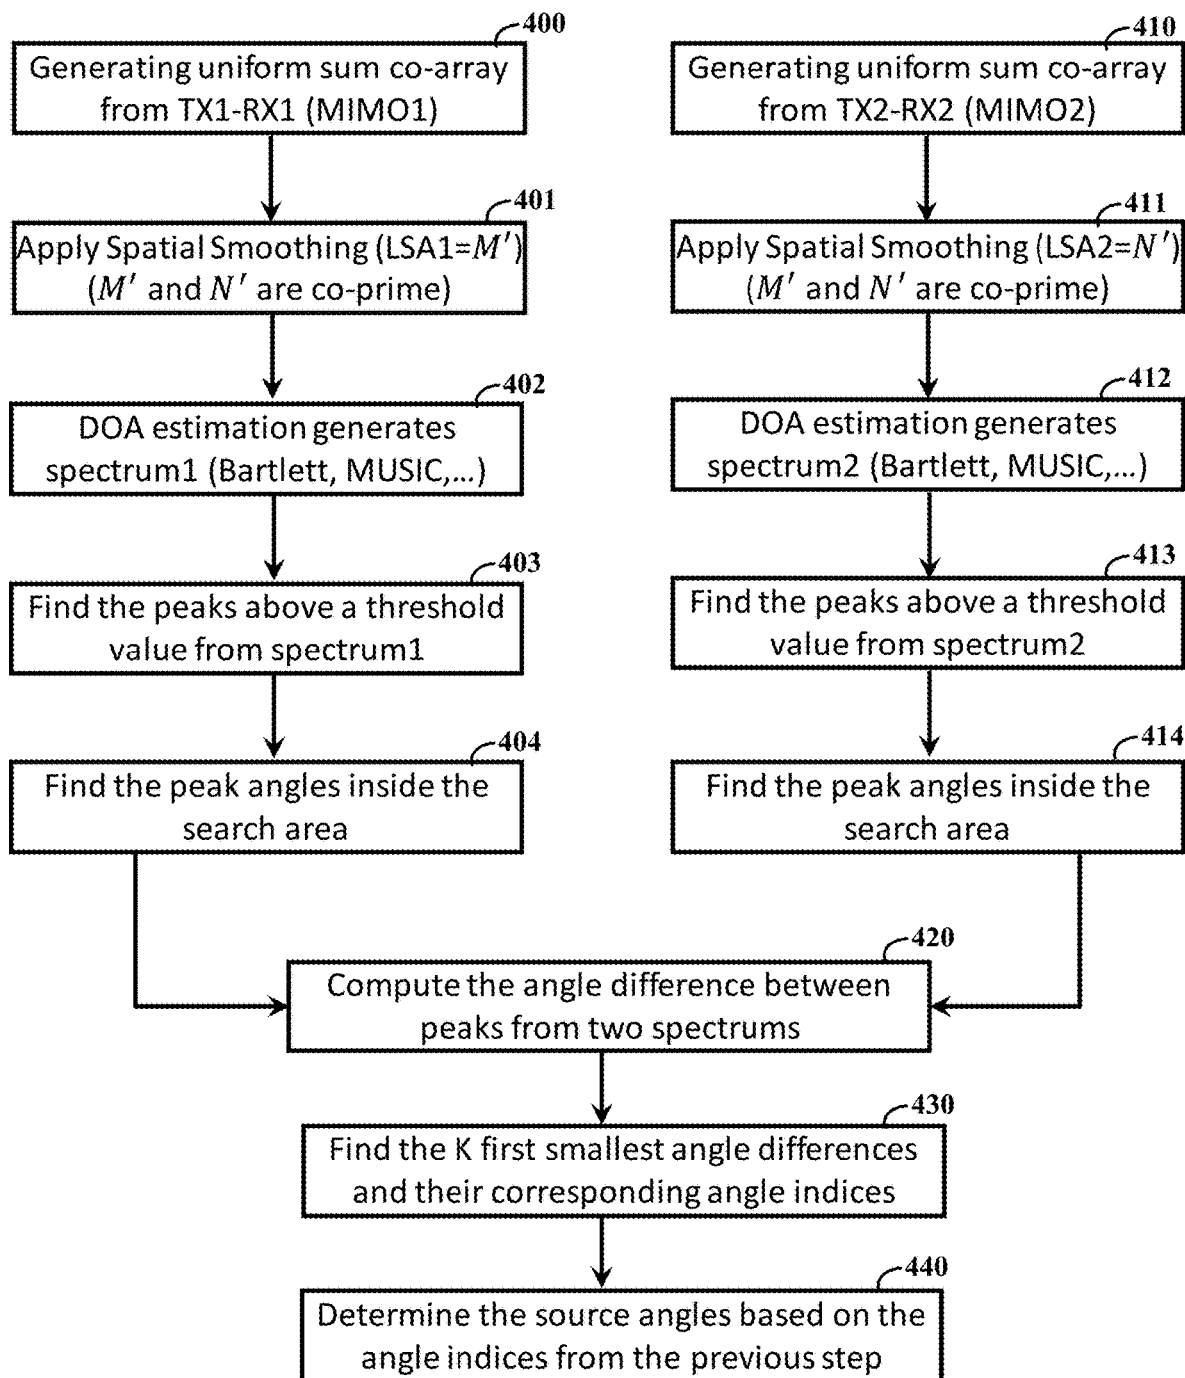 400
Generating uniform sum co-array
from TX1-RX1 (MIMO1)
410
Generating uniform sum co-array
from TX2-RX2 (MIMO2)
401
Apply Spatial Smoothing (LSA1=M′)
(M′ and N′ are co-prime)
411
Apply Spatial Smoothing (LSA2=N′)
(M′ and N′ are co-prime)
402
DOA estimation generates
spectrum1 (Bartlett, MUSIC,...)
412
DOA estimation generates
spectrum2 (Bartlett, MUSIC,...)
403
Find the peaks above a threshold
value from spectrum1
413
Find the peaks above a threshold
value from spectrum2
404
Find the peak angles inside the
search area
414
Find the peak angles inside the
search area
420
Compute the angle difference between
peaks from two spectrums
430
Find the K first smallest angle differences
and their corresponding angle indices
440
Determine the source angles based on the
angle indices from the previous step